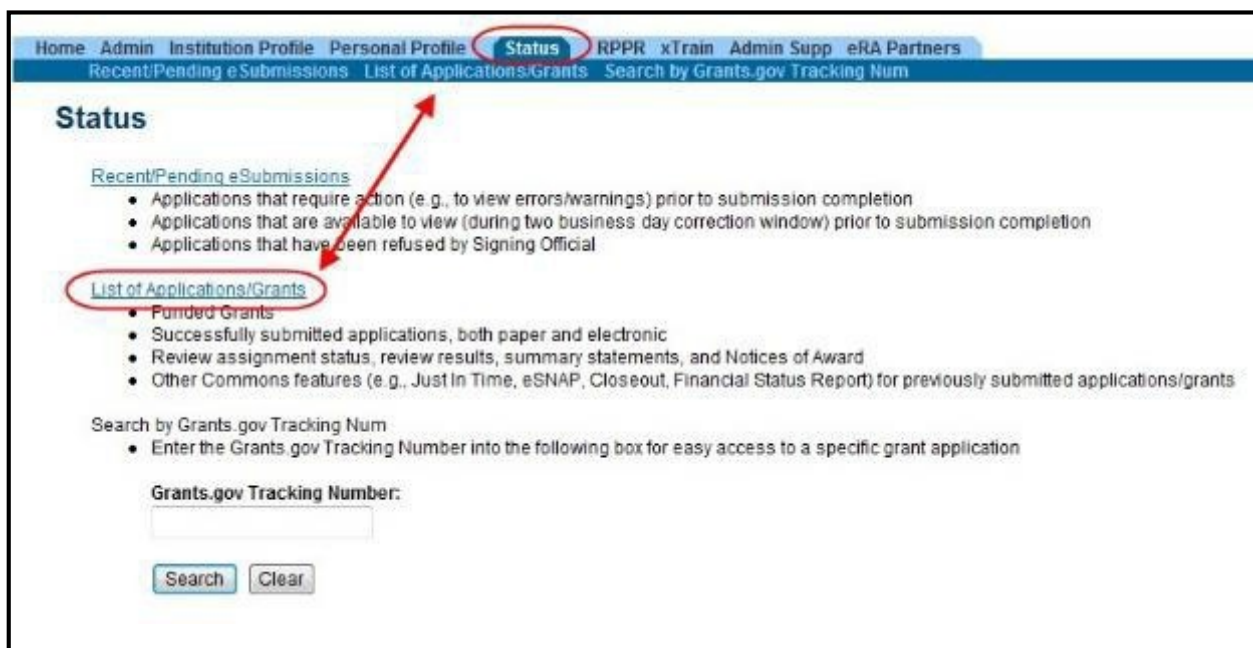 Home Admin Institution Profile Personal Profile Status RPPR xTrain Admin Supp eRA Partners
Recent/Pending eSubmissions List of Applications/Grants Search by Grants.gov Tracking Num
Status
Recent/Pending eSubmissions
• Applications that require action (e.g., to view errors/warnings) prior to submission completion
• Applications that are available to view (during two business day correction window) prior to submission completion
• Applications that have been refused by Signing Official
List of Applications/Grants
• Funded Grants
• Successfully submitted applications, both paper and electronic
• Review assignment status, review results, summary statements, and Notices of Award
• Other Commons features (e.g., Just In Time, eSNAP, Closeout, Financial Status Report) for previously submitted applications/grants
Search by Grants.gov Tracking Num
• Enter the Grants.gov Tracking Number into the following box for easy access to a specific grant application
Grants.gov Tracking Number:
Search Clear